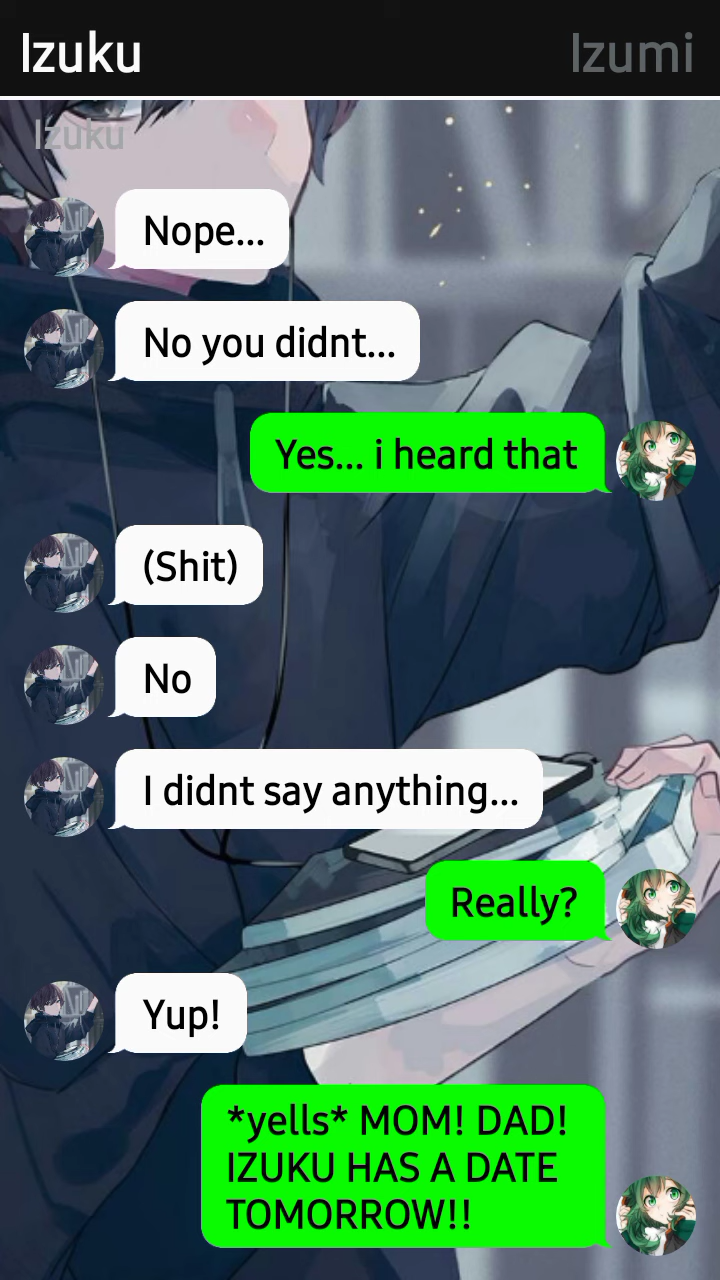 Izuku
Izumi
Izuku
Nope...
No you didnt...
Yes... i heard that
(Shit)
No
I didnt say anything...
Really?
Yup!
*yells* MOM! DAD!
IZUKU HAS A DATE
TOMORROW!!